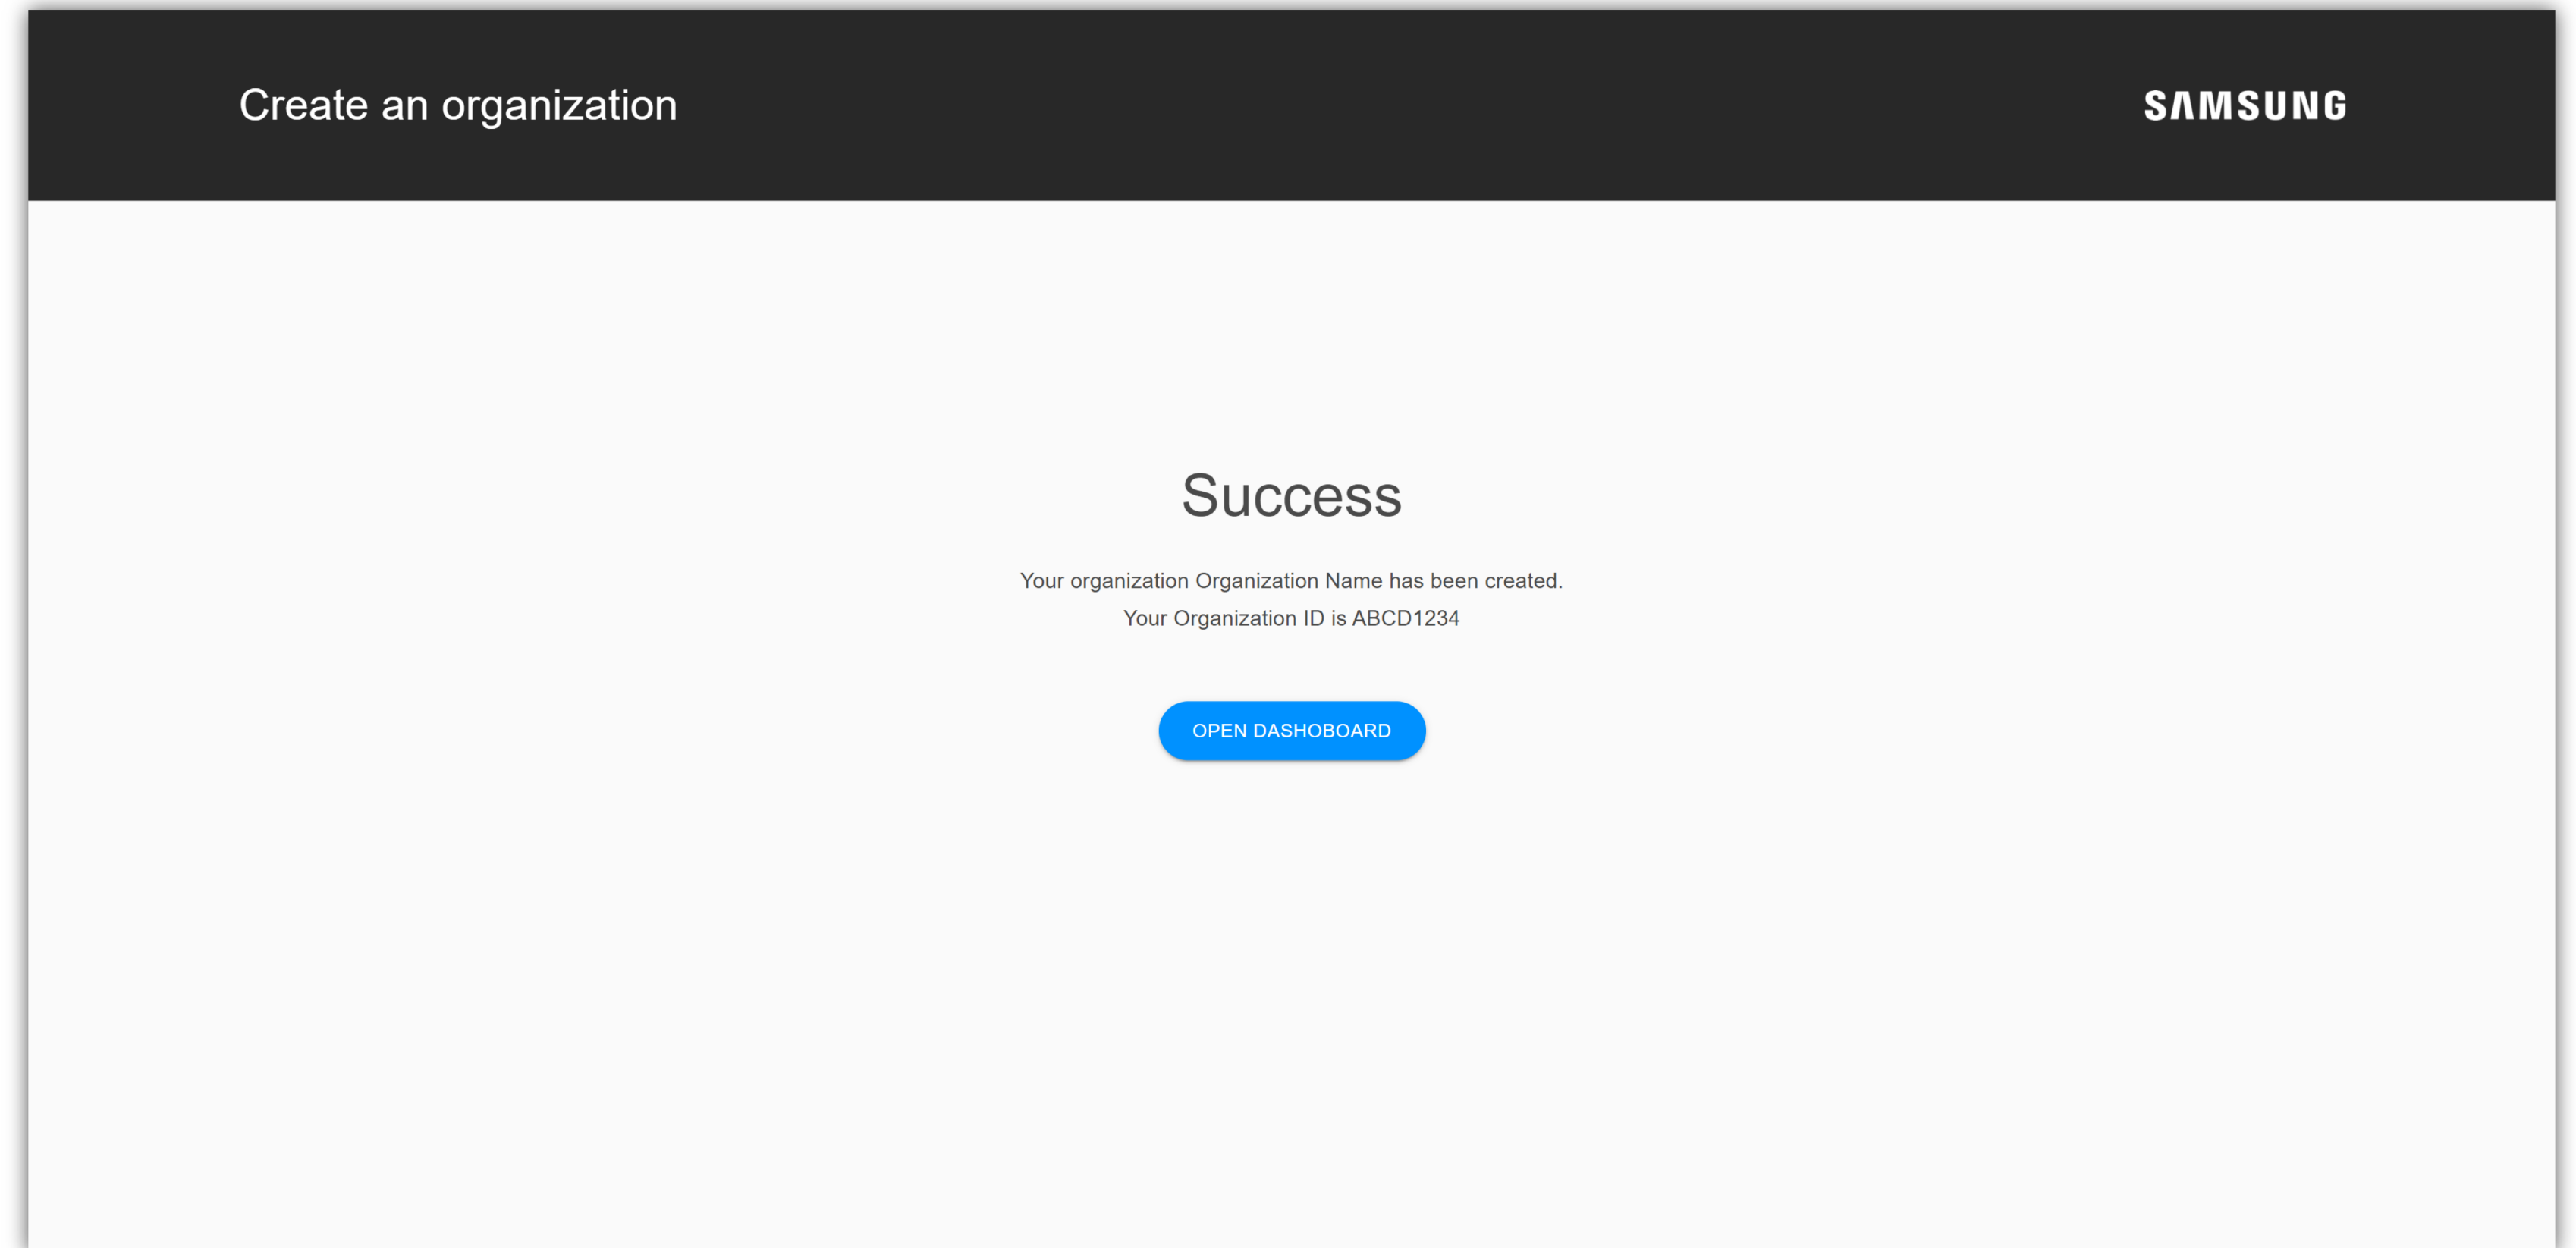 Create an organization
SAMSUNG
Success
Your organization Organization Name has been created.
Your Organization ID is ABCD1234
OPEN DASHOBOARD